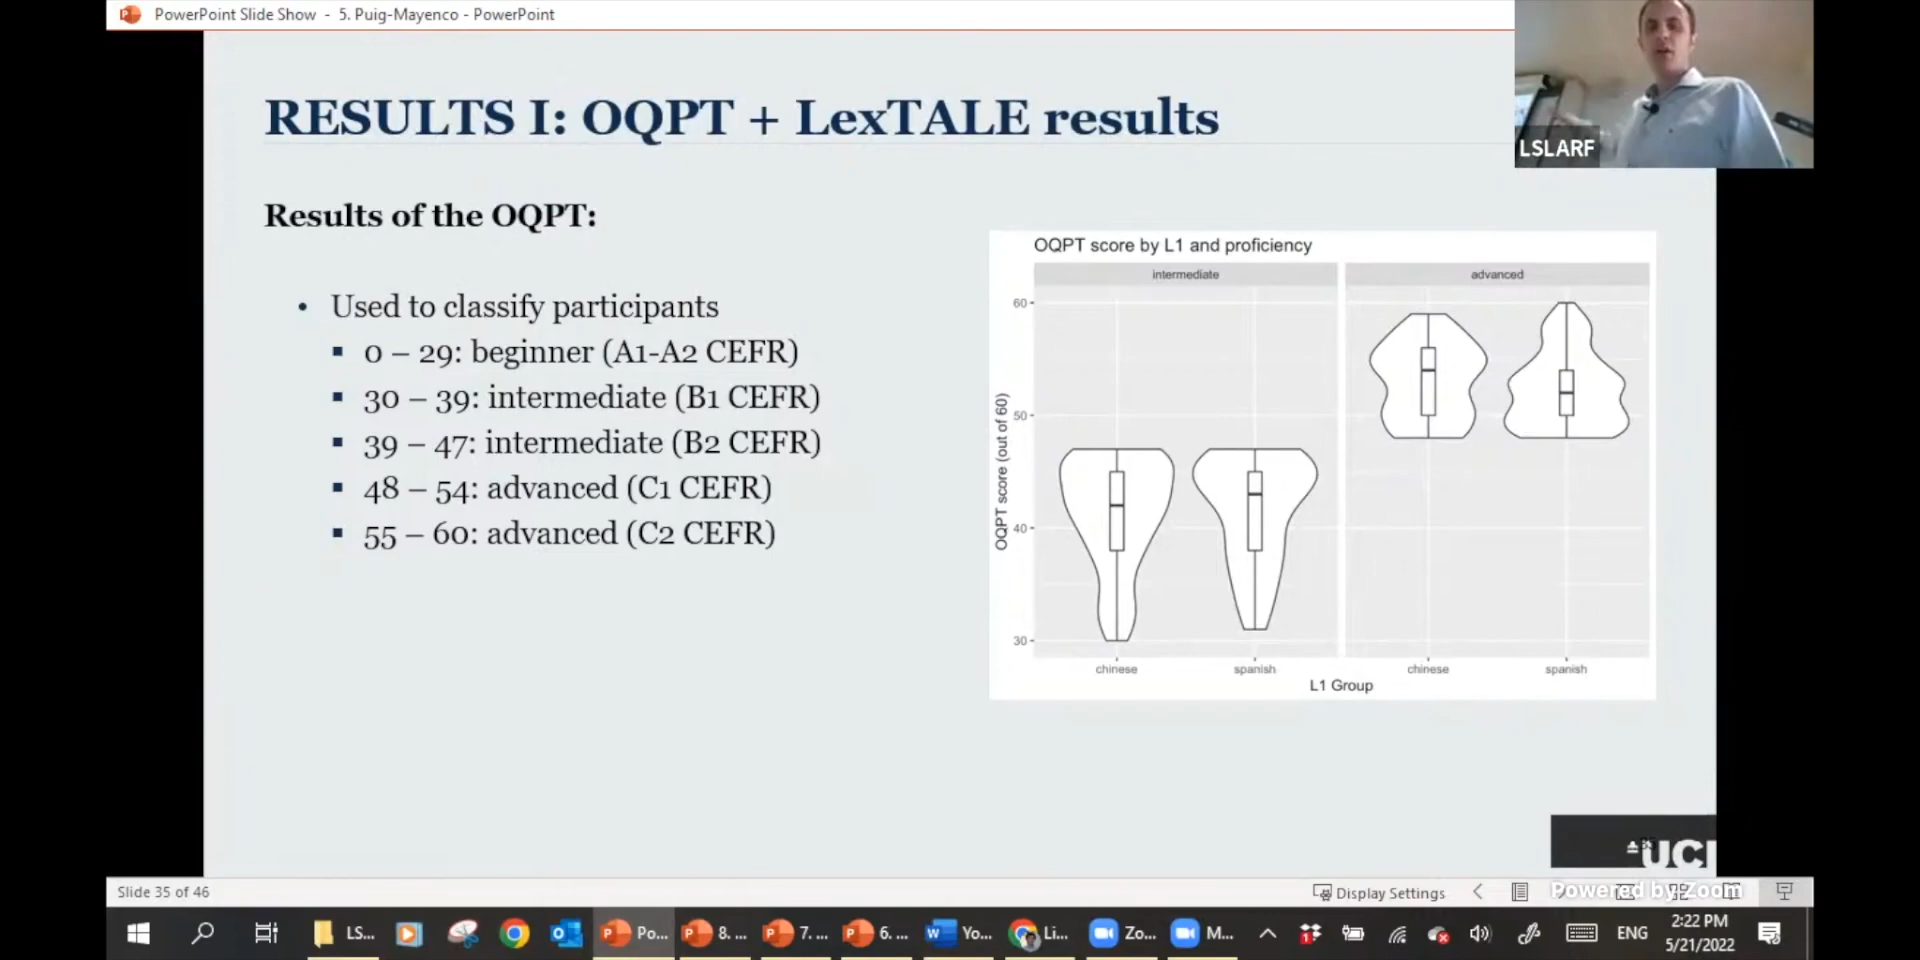 PowerPoint Slide Show - 5. Puig-Mayenco - PowerPoint
LSLARF
RESULTS I: OQPT + LexTALE results
Results of the OQPT:
• Used to classify participants
▪ 0 – 29: beginner (A1-A2 CEFR)
▪ 30 – 39: intermediate (B1 CEFR)
▪ 39 – 47: intermediate (B2 CEFR)
▪ 48 – 54: advanced (C1 CEFR)
▪ 55 – 60: advanced (C2 CEFR)
OQPT score by L1 and proficiency
intermediate advanced
OQPT score (out of 60)
60
50
40
30
chinese spanish chinese spanish
L1 Group
UCL
Slide 35 of 46
Display Settings
Powered by Zoom
LS... Po... 8. ... 7. ... 6. ... Yo... Li... Zo... M... ENG
2:22 PM
5/21/2022